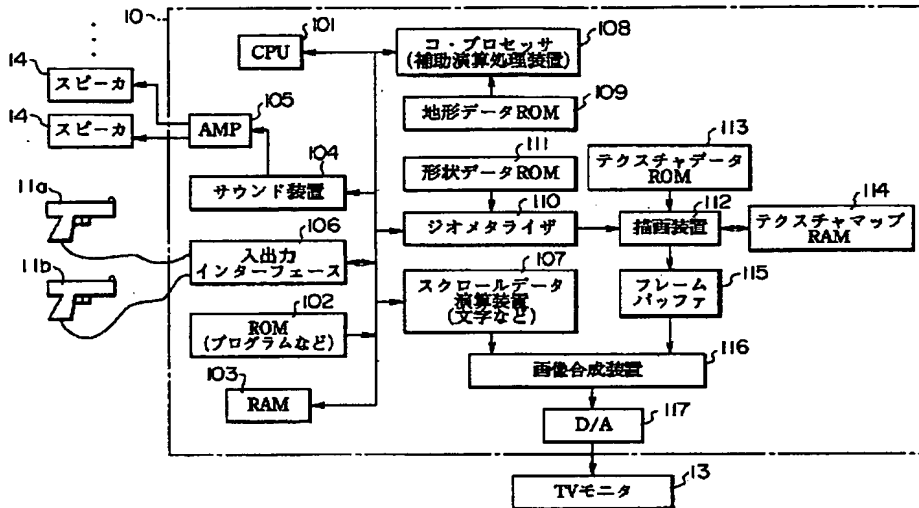 10
101
CPU
108
コ・プロセッサ
(補助演算処理装置)
14
スピーカ
105
AMP
109
地形データROM
14
スピーカ
113
テクスチャデータ
ROM
104
サウンド装置
111
形状データROM
11a
110
ジオメタライザ
112
描画装置
114
テクスチャマップ
RAM
106
入出力
インターフェース
11b
107
スクロールデータ
演算装置
(文字など)
115
フレーム
バッファ
102
ROM
(プログラムなど)
116
画像合成装置
103
RAM
117
D/A
13
TVモニタ